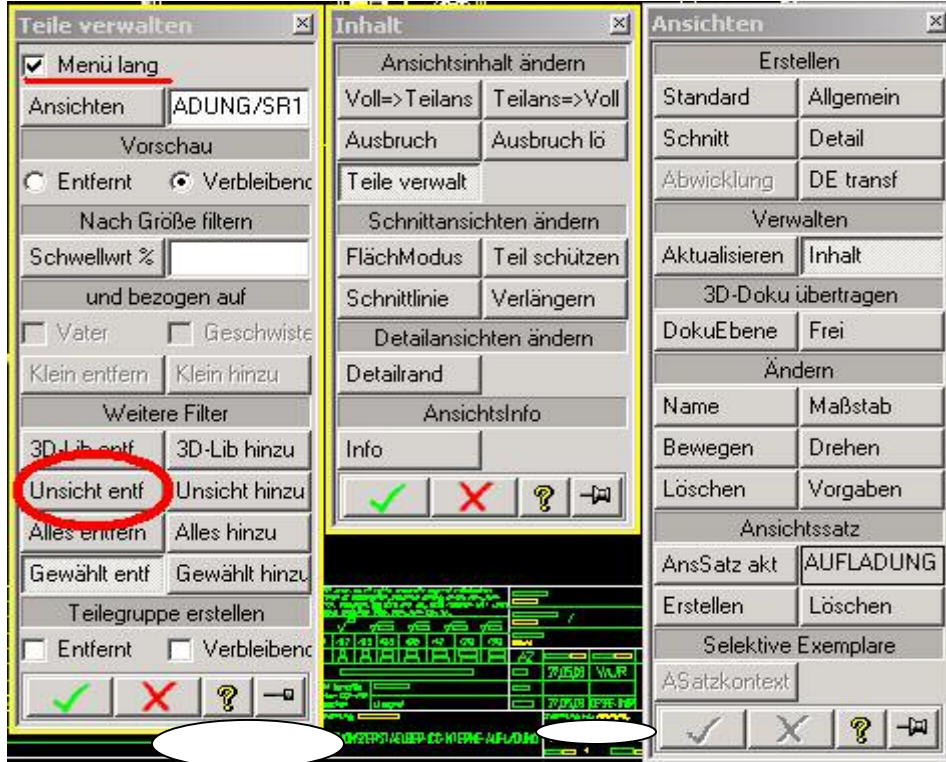 Teile verwalten
Menü lang
Ansichten ADUNG/SR1
Vorschau
Entfernt Verbleibend
Nach Größe filtern
Schwellwrt %
und bezogen auf
Vater Geschwiste
Klein entfern Klein hinzu
Weitere Filter
3D-Lib entf 3D-Lib hinzu
Unsicht entf Unsicht hinzu
Alles entfern Alles hinzu
Gewählt entf Gewählt hinzu
Teilegruppe erstellen
Entfernt Verbleibend
Inhalt
Ansichtsinhalt ändern
Voll=>Teilans Teilans=>Voll
Ausbruch Ausbruch lö
Teile verwalt
Schnittansichten ändern
FlächModus Teil schützen
Schnittlinie Verlängern
Detailansichten ändern
Detailrand
AnsichtsInfo
Info
Ansichten
Erstellen
Standard Allgemein
Schnitt Detail
Abwicklung DE transf
Verwalten
Aktualisieren Inhalt
3D-Doku übertragen
DokuEbene Frei
Ändern
Name Maßstab
Bewegen Drehen
Löschen Vorgaben
Ansichtssatz
AnsSatz akt AUFLADUNG
Erstellen Löschen
Selektive Exemplare
ASatzkontext